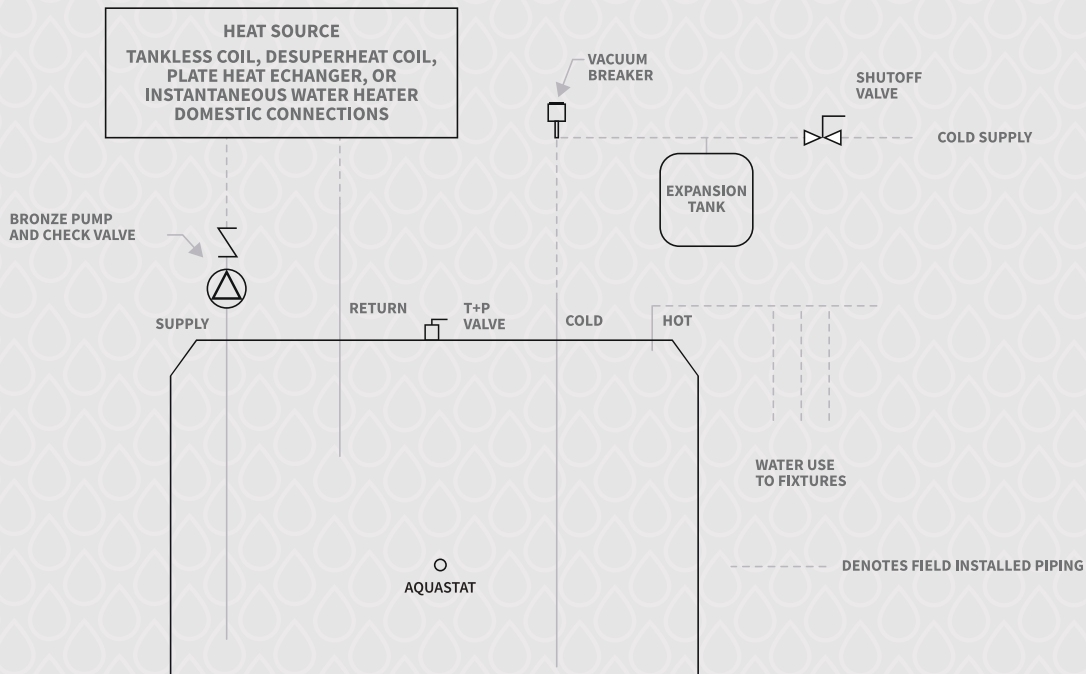 HEAT SOURCE
TANKLESS COIL, DESUPERHEAT COIL,
PLATE HEAT ECHANGER, OR
INSTANTANEOUS WATER HEATER
DOMESTIC CONNECTIONS
VACUUM
BREAKER
SHUTOFF
VALVE
COLD SUPPLY
EXPANSION
TANK
BRONZE PUMP
AND CHECK VALVE
SUPPLY
RETURN
T+P
VALVE
COLD
HOT
WATER USE
TO FIXTURES
AQUASTAT
DENOTES FIELD INSTALLED PIPING